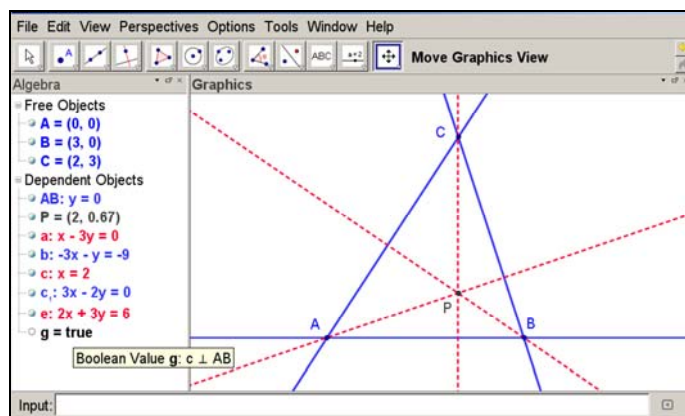 File Edit View Perspectives Options Tools Window Help
A ABC a=2 Move Graphics View
Algebra Graphics
Free Objects
A = (0, 0)
B = (3, 0)
C = (2, 3)
Dependent Objects
AB: y = 0
P = (2, 0.67)
a: x - 3y = 0
b: -3x - y = -9
c: x = 2
c₁: 3x - 2y = 0
e: 2x + 3y = 6
g = true
Boolean Value g: c ⊥ AB
C
P
A
B
Input: